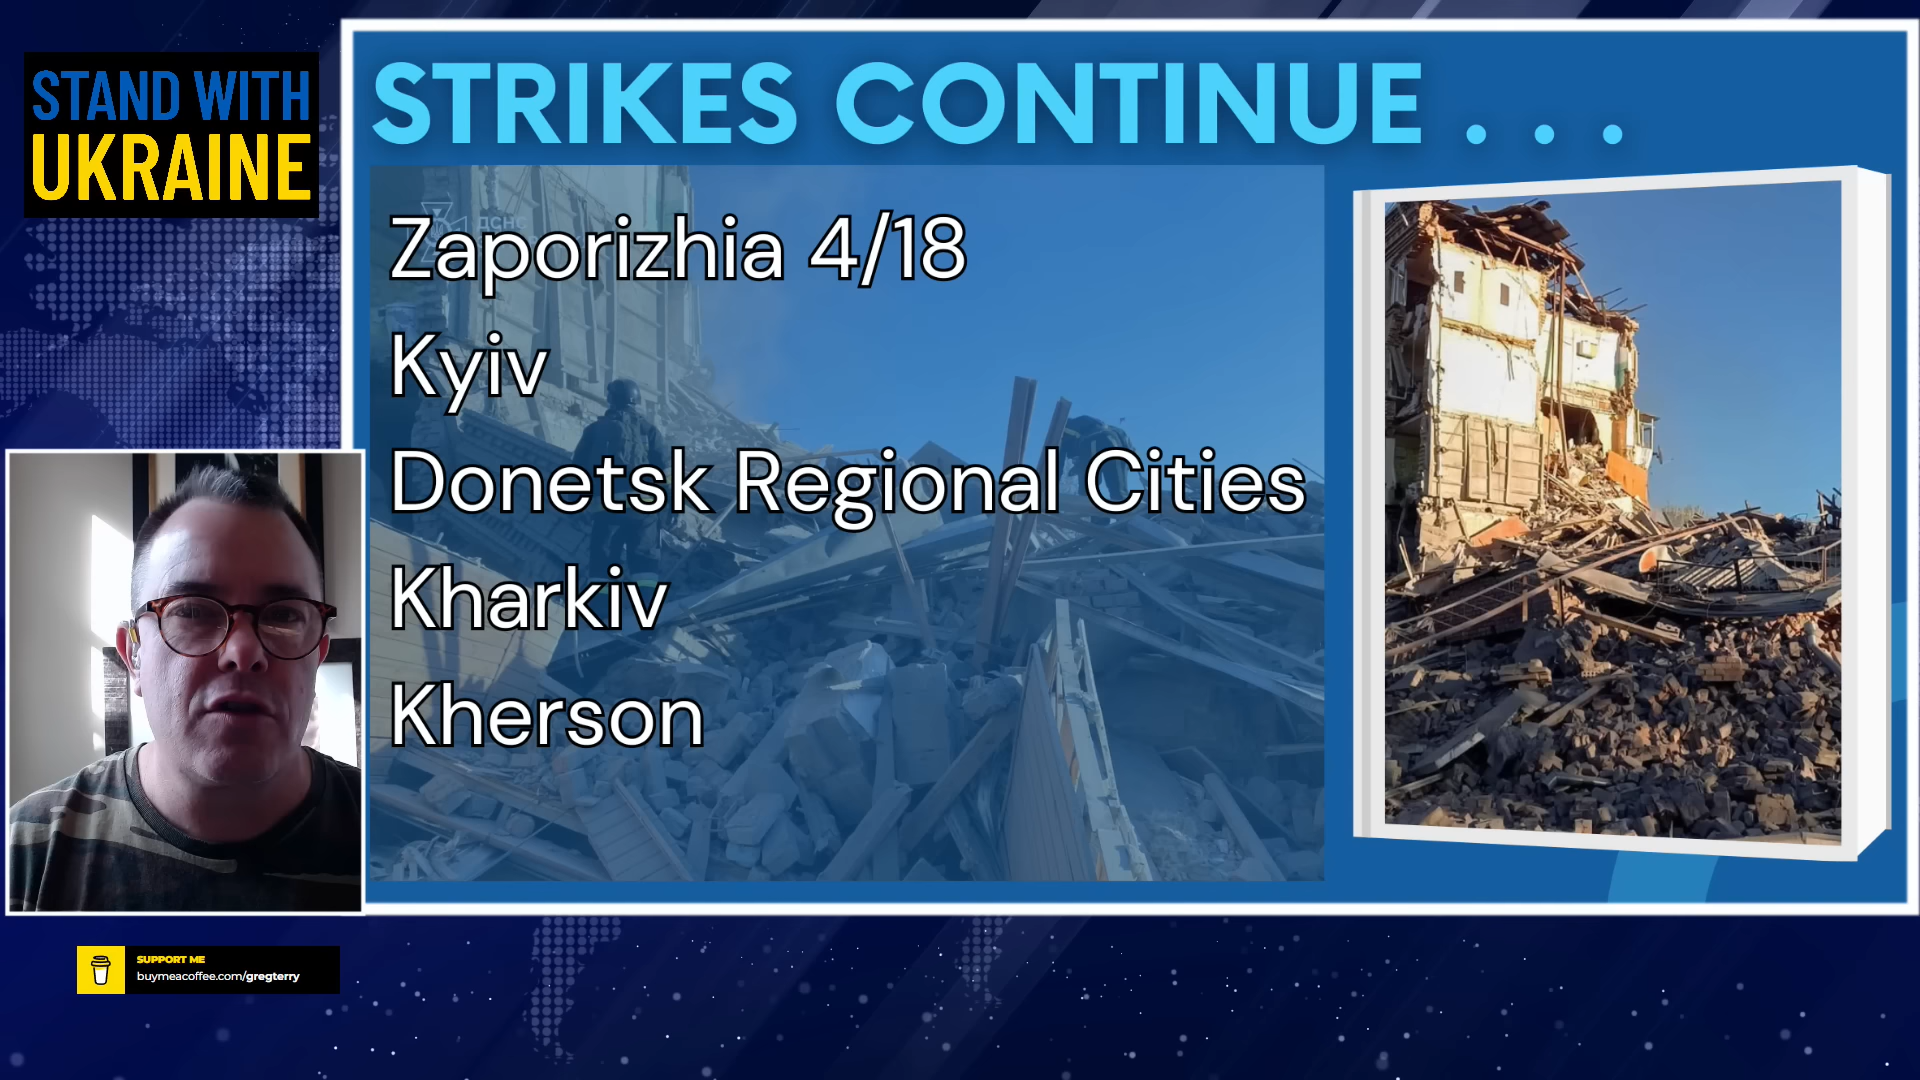 STAND WITH
UKRAINE
STRIKES CONTINUE . . .
ДСНС
Zaporizhia 4/18
Kyiv
Donetsk Regional Cities
Kharkiv
Kherson
SUPPORT ME
buymeacoffee.com/gregterry